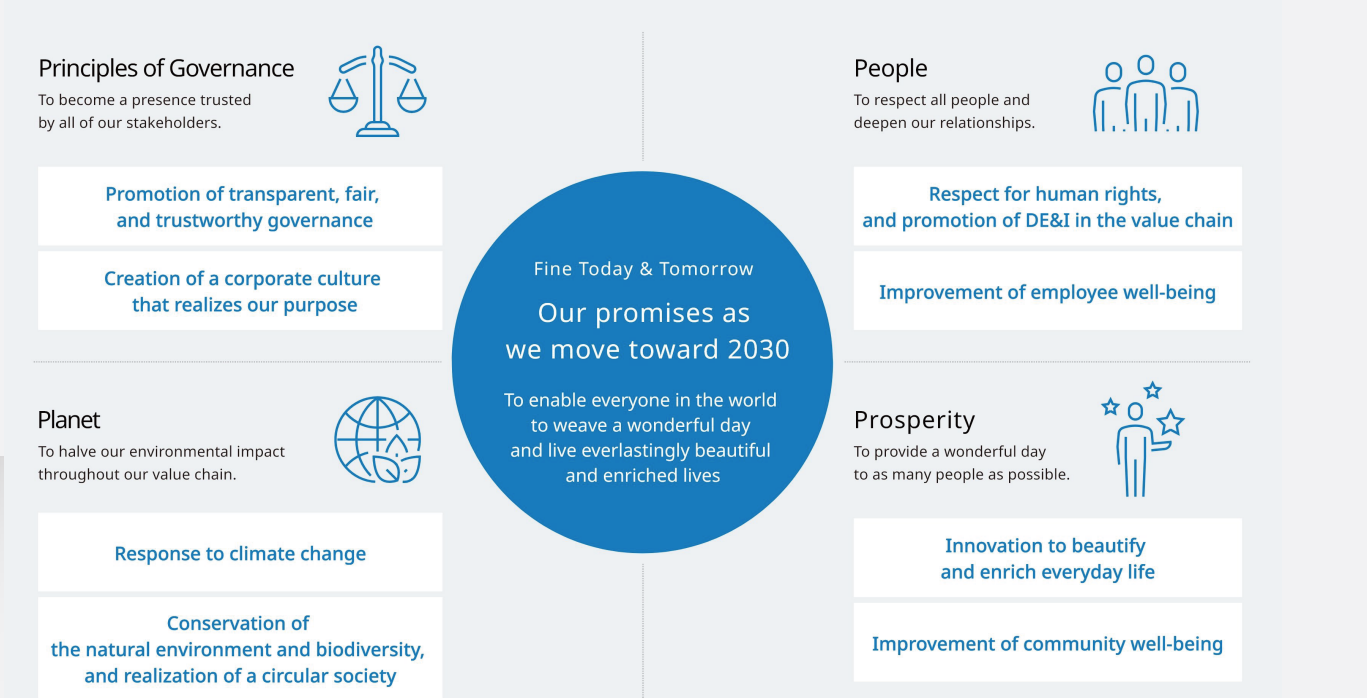 Principles of Governance
To become a presence trusted
by all of our stakeholders.
Promotion of transparent, fair,
and trustworthy governance
Creation of a corporate culture
that realizes our purpose
People
To respect all people and
deepen our relationships.
Respect for human rights,
and promotion of DE&I in the value chain
Improvement of employee well-being
Fine Today & Tomorrow
Our promises as
we move toward 2030
To enable everyone in the world
to weave a wonderful day
and live everlastingly beautiful
and enriched lives
Planet
To halve our environmental impact
throughout our value chain.
Response to climate change
Conservation of
the natural environment and biodiversity,
and realization of a circular society
Prosperity
To provide a wonderful day
to as many people as possible.
Innovation to beautify
and enrich everyday life
Improvement of community well-being